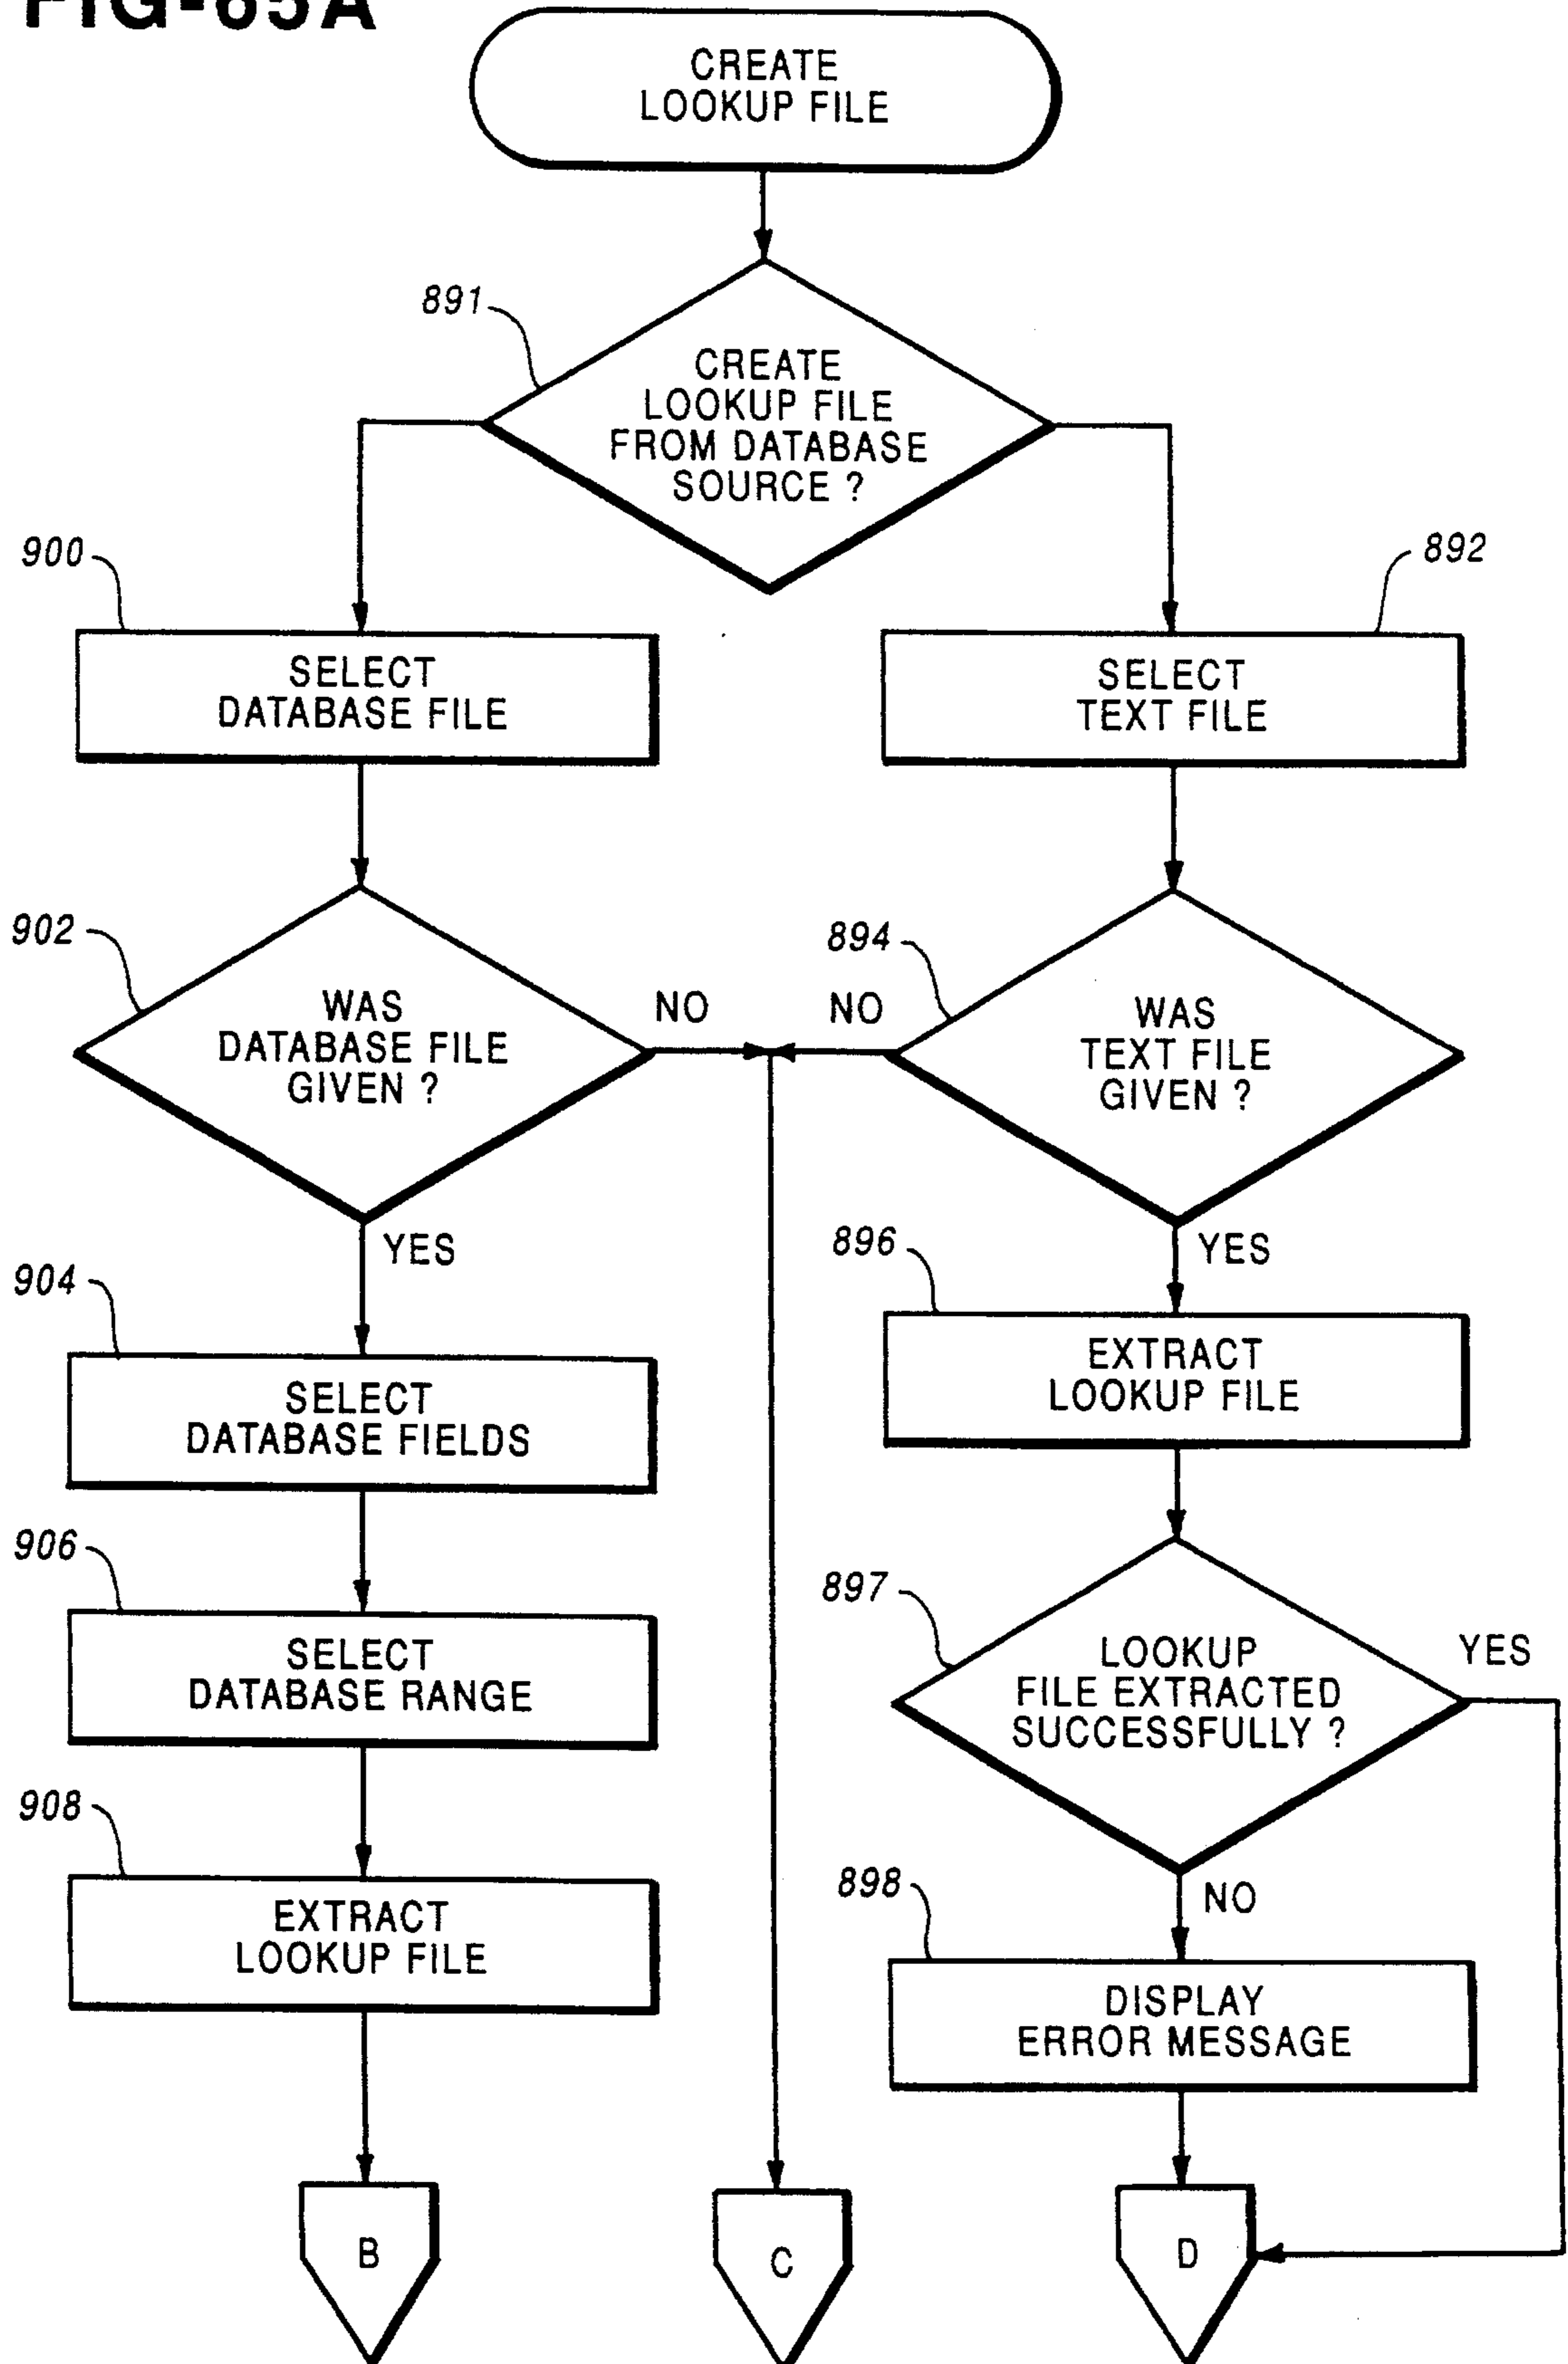 FIG-65A
CREATE
LOOKUP FILE
891
CREATE
LOOKUP FILE
FROM DATABASE
SOURCE ?
900
SELECT
DATABASE FILE
892
SELECT
TEXT FILE
902
WAS
DATABASE FILE
GIVEN ?
NO
NO
894
WAS
TEXT FILE
GIVEN ?
YES
YES
904
SELECT
DATABASE FIELDS
896
EXTRACT
LOOKUP FILE
906
SELECT
DATABASE RANGE
897
LOOKUP
FILE EXTRACTED
SUCCESSFULLY ?
YES
NO
908
EXTRACT
LOOKUP FILE
898
DISPLAY
ERROR MESSAGE
B
C
D